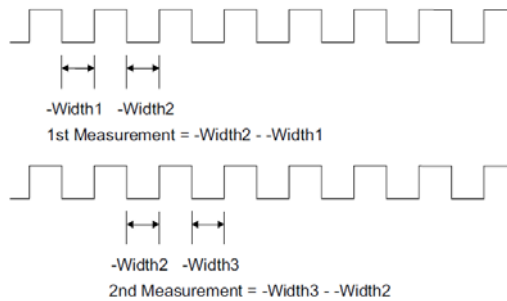 -Width1 -Width2
1st Measurement = -Width2 - -Width1
-Width2 -Width3
2nd Measurement = -Width3 - -Width2